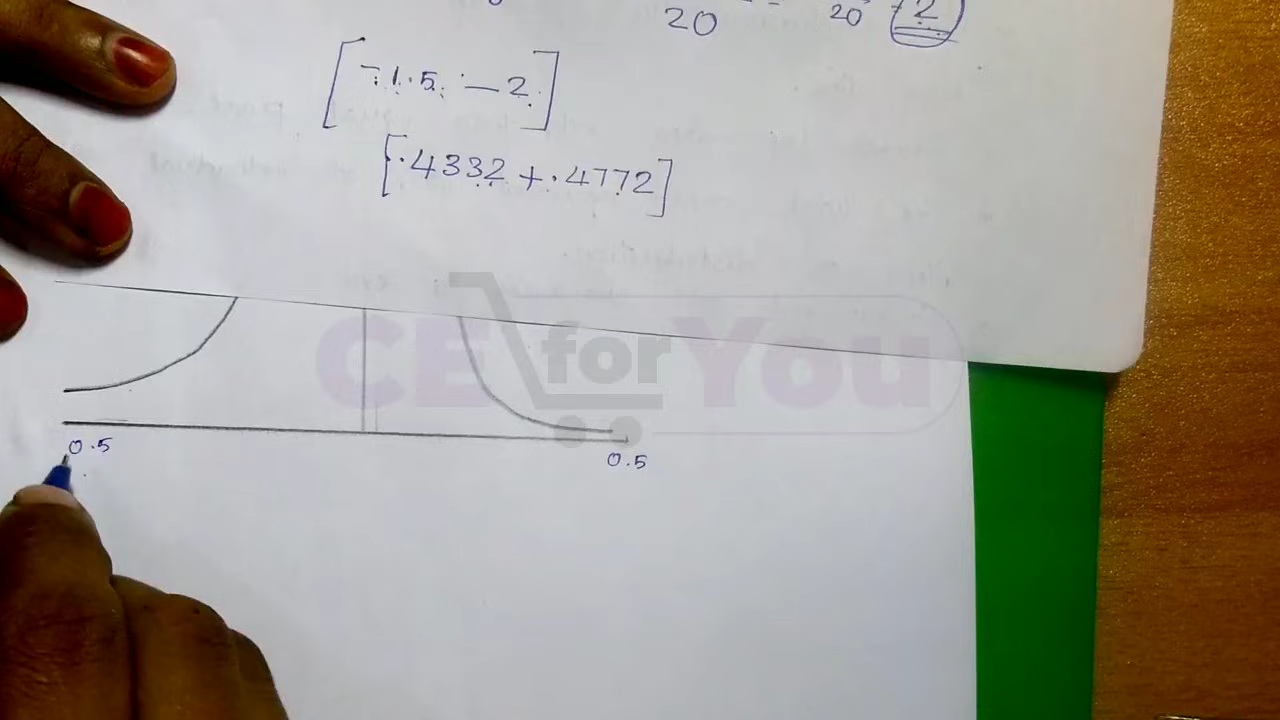 20 20 2
[-1.5 - 2]
[.4332 + .4772]
CE for You
0.5 0.5